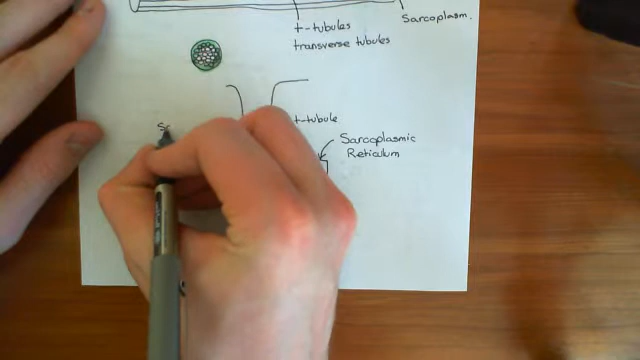 t-tubules
transverse tubules
Sarcoplasm.
t-tubule
Sarcoplasmic
Reticulum